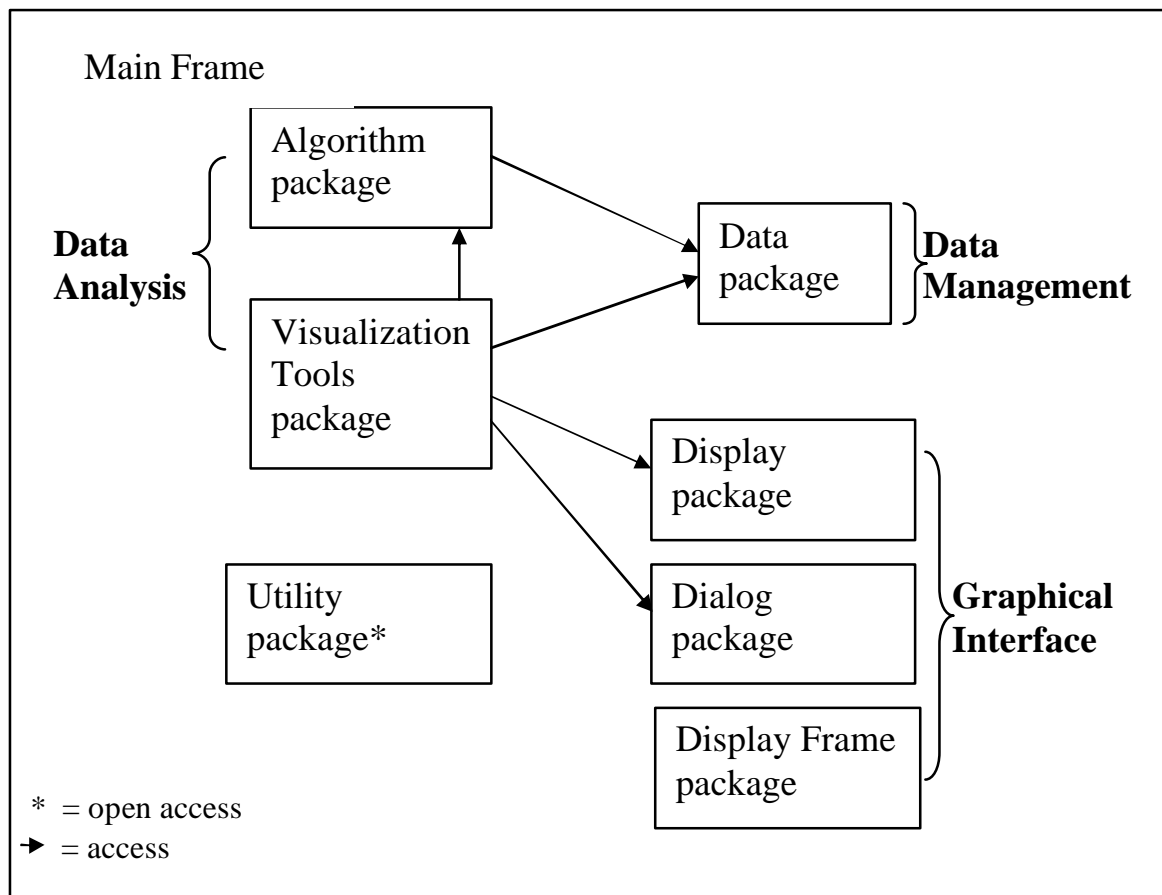 Main Frame
Algorithm
package
Data
Analysis
Visualization
Tools
package
Data
package
Data
Management
Display
package
Utility
package*
Dialog
package
Graphical
Interface
Display Frame
package
* = open access
= access